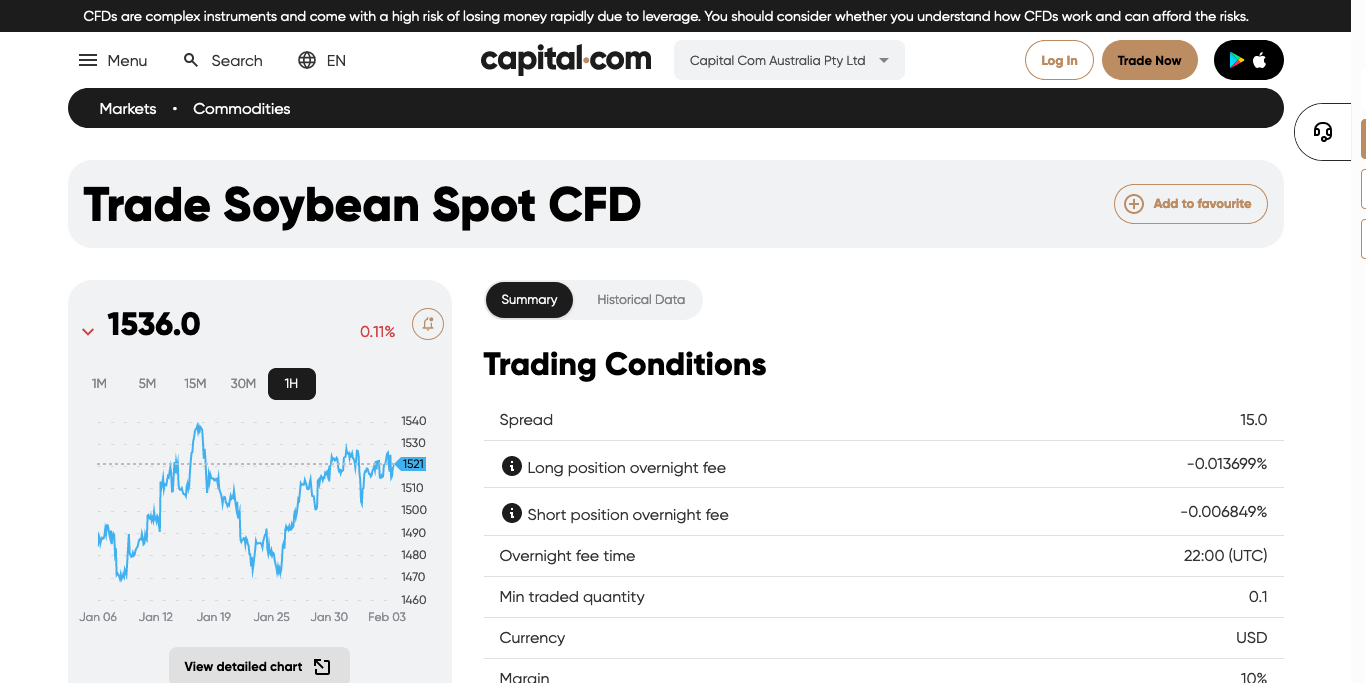 CFDs are complex instruments and come with a high risk of losing money rapidly due to leverage. You should consider whether you understand how CFDs work and can afford the risks.
Menu Search EN capital.com Capital Com Australia Pty Ltd Log In Trade Now
Markets • Commodities
Trade Soybean Spot CFD
Add to favourite
1536.0
0.11%
1M 5M 15M 30M 1H
1540
1530
1521
1510
1500
1490
1480
1470
1460
Jan 06 Jan 12 Jan 19 Jan 25 Jan 30 Feb 03
View detailed chart
Summary Historical Data
Trading Conditions
Spread 15.0
Long position overnight fee -0.013699%
Short position overnight fee -0.006849%
Overnight fee time 22:00 (UTC)
Min traded quantity 0.1
Currency USD
Margin 10%